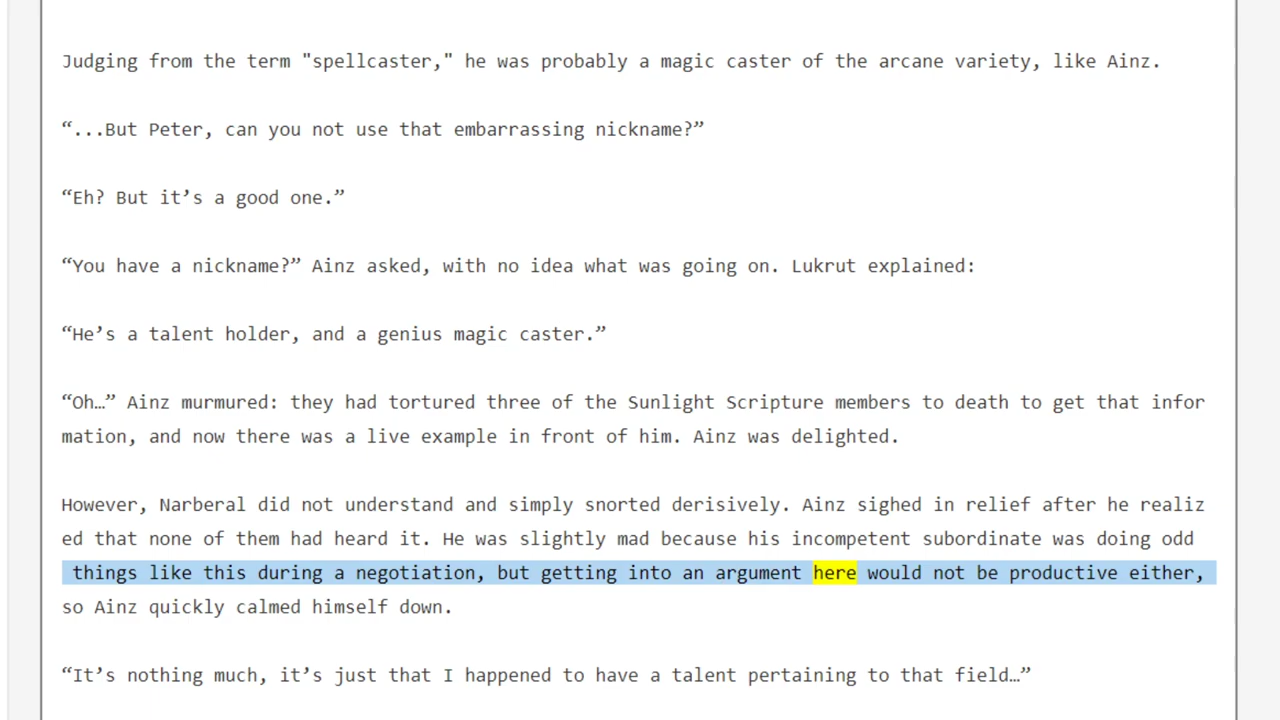 Judging from the term "spellcaster," he was probably a magic caster of the arcane variety, like Ainz.
“...But Peter, can you not use that embarrassing nickname?”
“Eh? But it’s a good one.”
“You have a nickname?” Ainz asked, with no idea what was going on. Lukrut explained:
“He’s a talent holder, and a genius magic caster.”
“Oh…” Ainz murmured: they had tortured three of the Sunlight Scripture members to death to get that infor
mation, and now there was a live example in front of him. Ainz was delighted.
However, Narberal did not understand and simply snorted derisively. Ainz sighed in relief after he realiz
ed that none of them had heard it. He was slightly mad because his incompetent subordinate was doing odd
things like this during a negotiation, but getting into an argument here would not be productive either,
so Ainz quickly calmed himself down.
“It’s nothing much, it’s just that I happened to have a talent pertaining to that field…”